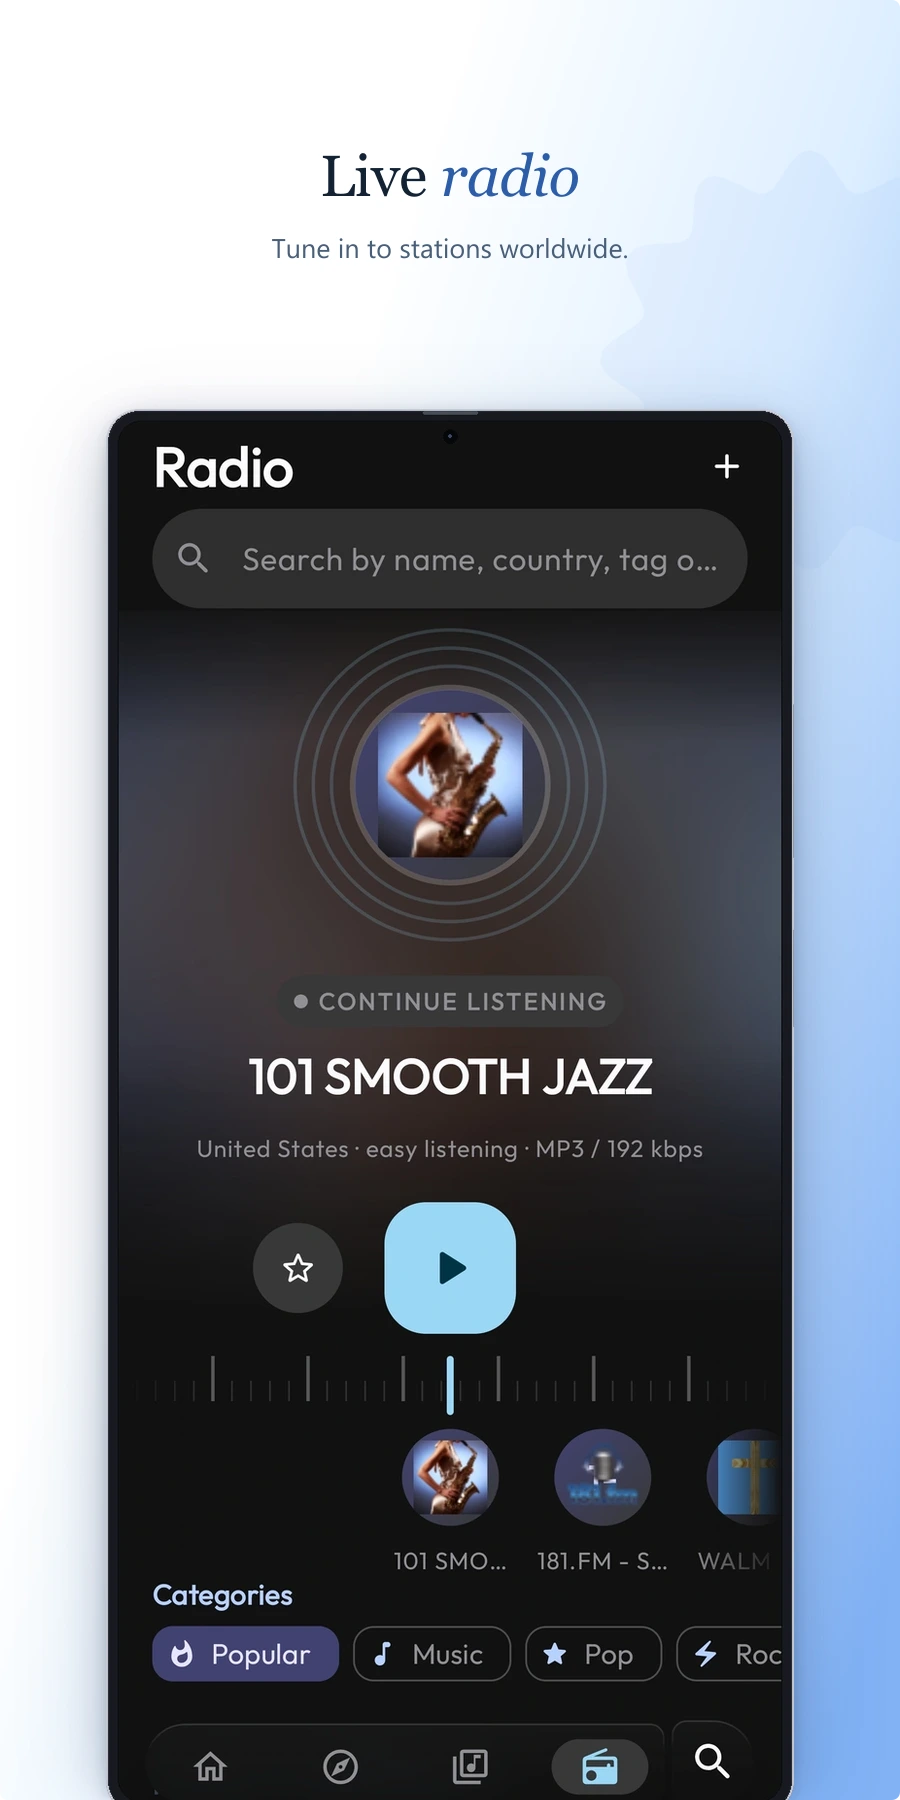 Live radio
Tune in to stations worldwide.
Radio
Search by name, country, tag o...
CONTINUE LISTENING
101 SMOOTH JAZZ
United States · easy listening · MP3 / 192 kbps
101 SMO... 181.FM - S... WALM
Categories
Popular Music Pop Roc